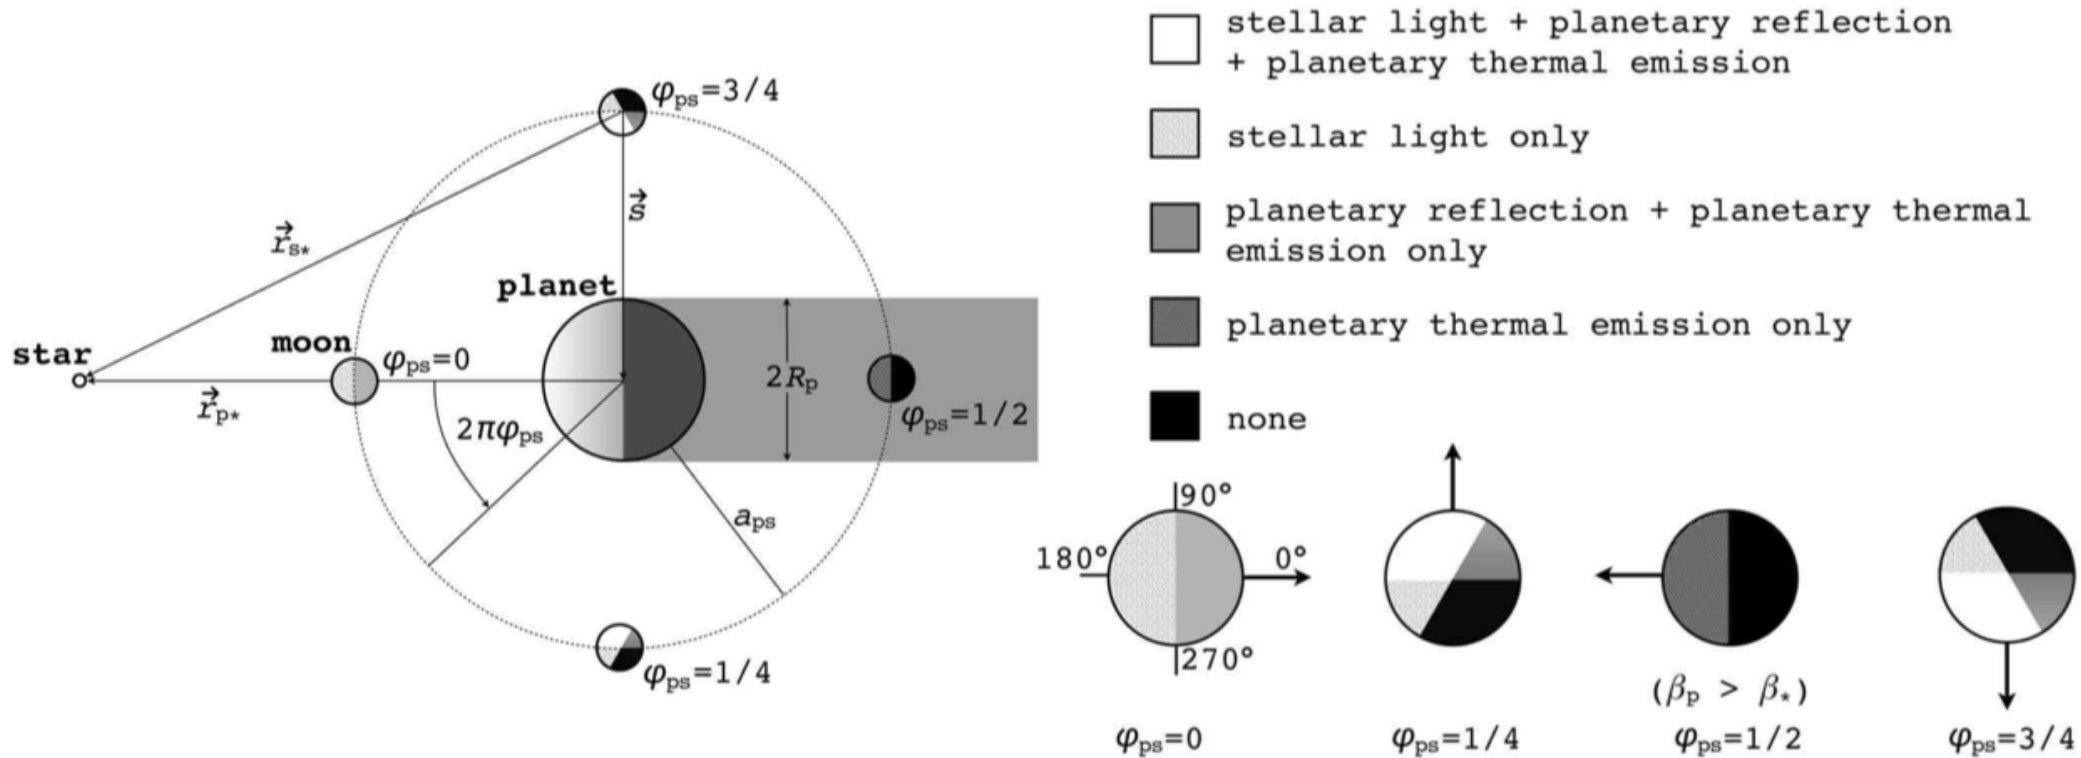 φps=3/4
s
rs*
planet
star
moon
φps=0
2Rp
rp*
2πφps
φps=1/2
aps
φps=1/4
stellar light + planetary reflection
+ planetary thermal emission
stellar light only
planetary reflection + planetary thermal
emission only
planetary thermal emission only
none
90°
180°
0°
270°
(βp > β*)
φps=0
φps=1/4
φps=1/2
φps=3/4